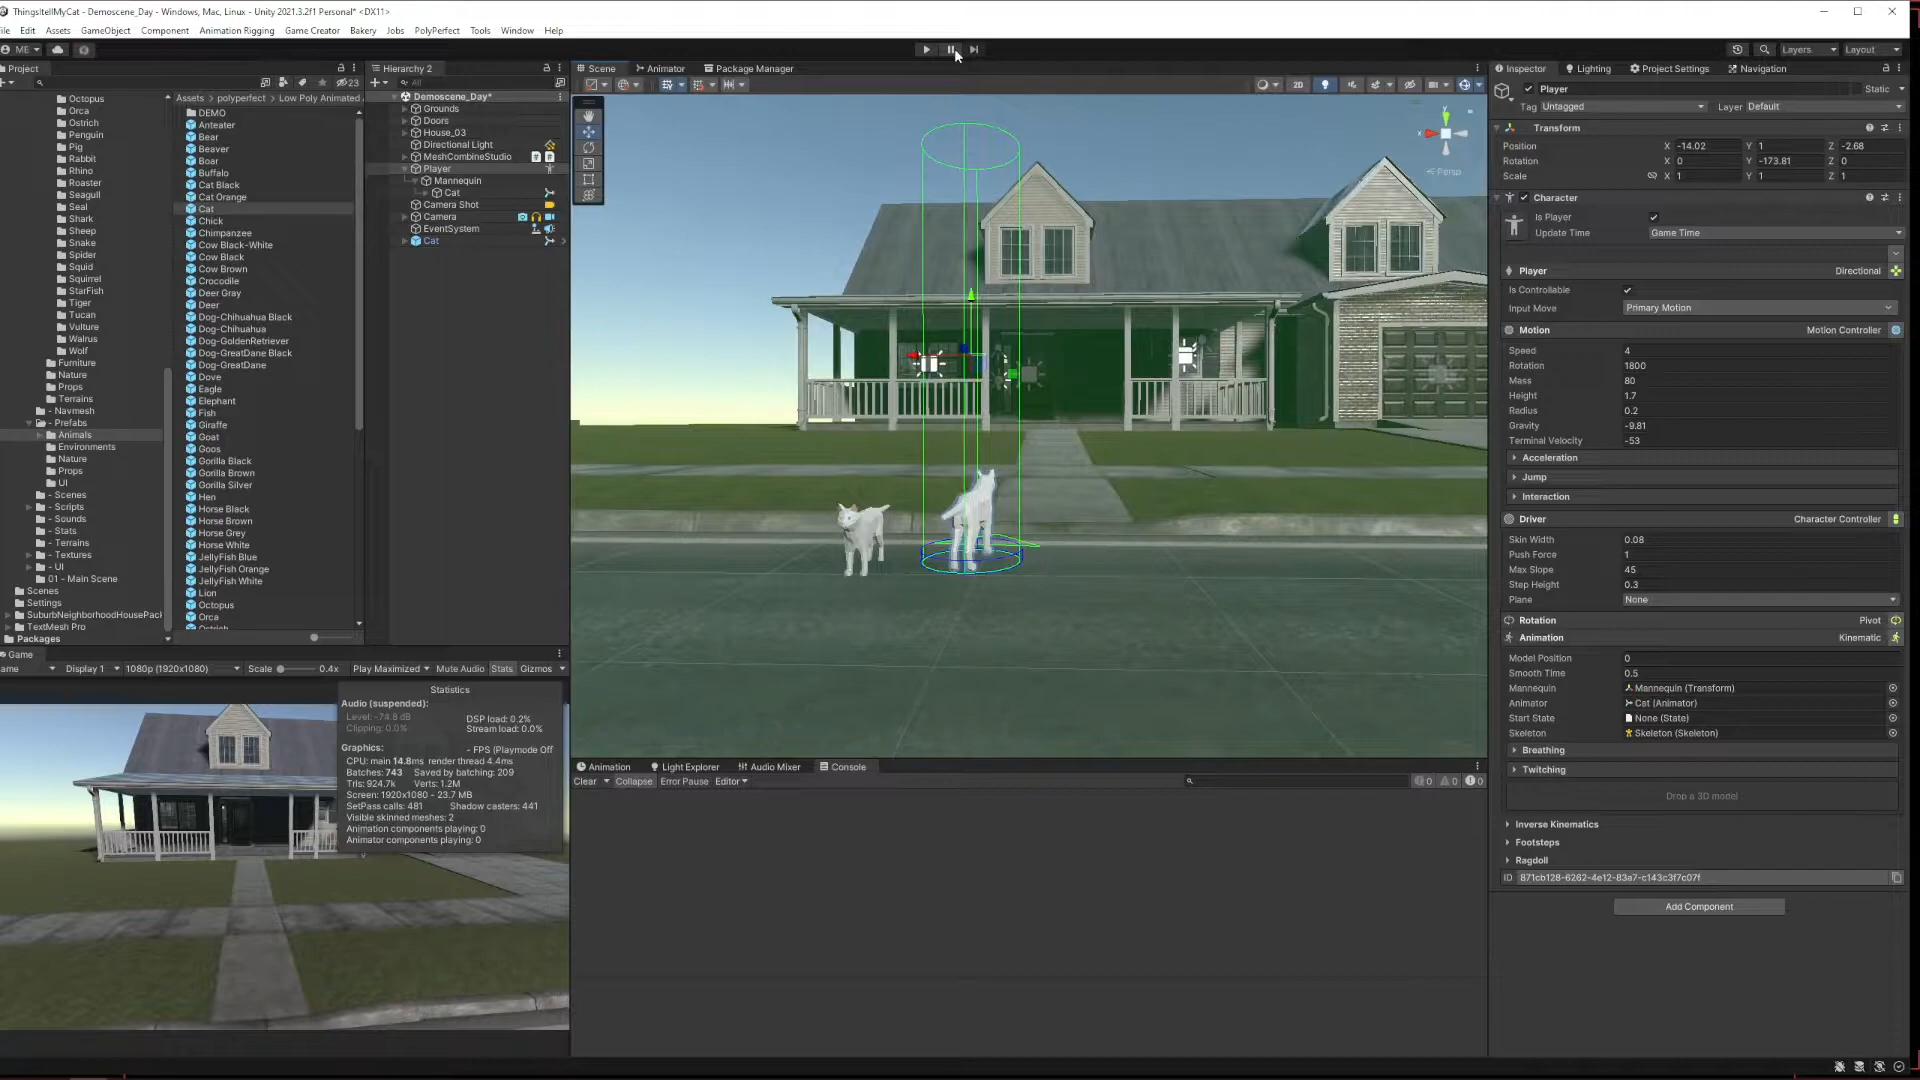 ThingsItellMyCat - Demoscene_Day - Windows, Mac, Linux - Unity 2021.3.2f1 Personal* <DX11>
Edit Assets GameObject Component Animation Rigging Game Creator Bakery Jobs PolyPerfect Tools Window Help
ME
Layers Layout
Project
23
Octopus
Orca
Ostrich
Penguin
Pig
Rabbit
Rhino
Roaster
Seagull
Seal
Shark
Sheep
Snake
Spider
Squid
Squirrel
StarFish
Tiger
Tucan
Vulture
Walrus
Wolf
Furniture
Nature
Props
Terrains
- Navmesh
- Prefabs
Animals
Environments
Nature
Props
UI
- Scenes
- Scripts
- Sounds
- Stats
- Terrains
- Textures
- UI
01 - Main Scene
Scenes
Settings
SuburbNeighborhoodHousePack
TextMesh Pro
Packages
Assets > polyperfect > Low Poly Animated
DEMO
Anteater
Bear
Beaver
Boar
Buffalo
Cat Black
Cat Orange
Cat
Chick
Chimpanzee
Cow Black-White
Cow Black
Cow Brown
Crocodile
Deer Gray
Deer
Dog-Chihuahua Black
Dog-Chihuahua
Dog-GoldenRetriever
Dog-GreatDane Black
Dog-GreatDane
Dove
Eagle
Elephant
Fish
Giraffe
Goat
Goos
Gorilla Black
Gorilla Brown
Gorilla Silver
Hen
Horse Black
Horse Brown
Horse Grey
Horse White
JellyFish Blue
JellyFish Orange
JellyFish White
Lion
Octopus
Orca
Ostrich
Hierarchy 2
All
Demoscene_Day*
Grounds
Doors
House_03
Directional Light
MeshCombineStudio
Player
Mannequin
Cat
Camera Shot
Camera
EventSystem
Cat
Scene Animator Package Manager
2D
y
x
Persp
Game
Display 1 1080p (1920x1080) Scale 0.4x Play Maximized Mute Audio Stats Gizmos
Statistics
Audio (suspended):
Level: -74.8 dB DSP load: 0.2%
Clipping: 0.0% Stream load: 0.0%
Graphics: - FPS (Playmode Off
CPU: main 14.8ms render thread 4.4ms
Batches: 743 Saved by batching: 209
Tris: 924.7k Verts: 1.2M
Screen: 1920x1080 - 23.7 MB
SetPass calls: 481 Shadow casters: 441
Visible skinned meshes: 2
Animation components playing: 0
Animator components playing: 0
Animation Light Explorer Audio Mixer Console
Clear Collapse Error Pause Editor 0 0 0
Inspector Lighting Project Settings Navigation
Player Static
Tag Untagged Layer Default
Transform
Position X -14.02 Y 1 Z -2.68
Rotation X 0 Y -173.81 Z 0
Scale X 1 Y 1 Z 1
Character
Is Player
Update Time Game Time
Player Directional
Is Controllable
Input Move Primary Motion
Motion Motion Controller
Speed 4
Rotation 1800
Mass 80
Height 1.7
Radius 0.2
Gravity -9.81
Terminal Velocity -53
Acceleration
Jump
Interaction
Driver Character Controller
Skin Width 0.08
Push Force 1
Max Slope 45
Step Height 0.3
Plane None
Rotation Pivot
Animation Kinematic
Model Position 0
Smooth Time 0.5
Mannequin Mannequin (Transform)
Animator Cat (Animator)
Start State None (State)
Skeleton Skeleton (Skeleton)
Breathing
Twitching
Drop a 3D model
Inverse Kinematics
Footsteps
Ragdoll
ID 871cb128-6262-4e12-83a7-c143c3f7c07f
Add Component